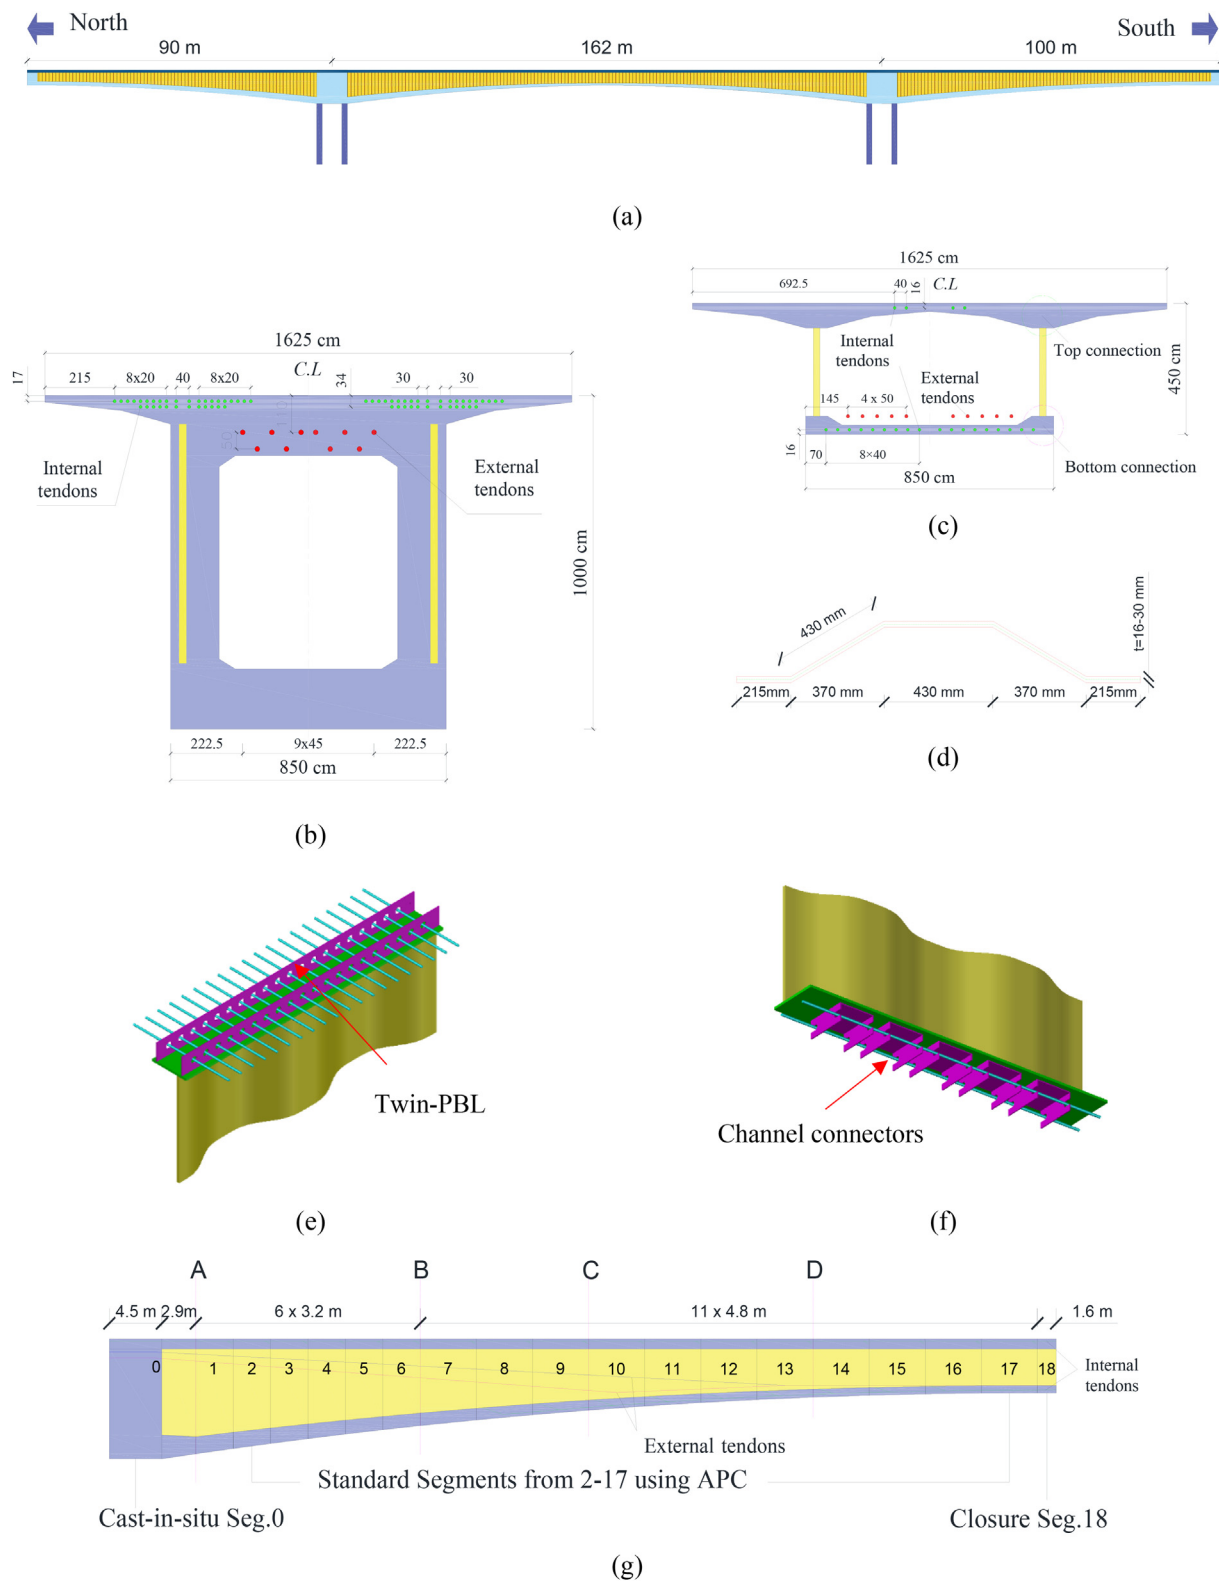 North
South
90 m
162 m
100 m
(a)
1625 cm
C.L
17
215
8x20
40
8x20
34
30
30
110
50
Internal
tendons
External
tendons
1000 cm
222.5
9x45
222.5
850 cm
(b)
1625 cm
692.5
40
16
C.L
Internal
tendons
Top connection
External
tendons
450 cm
145
4 x 50
16
70
8×40
Bottom connection
850 cm
(c)
430 mm
t=16-30 mm
215mm
370 mm
430 mm
370 mm
215mm
(d)
Twin-PBL
(e)
Channel connectors
(f)
A
B
C
D
4.5 m
2.9m
6 x 3.2 m
11 x 4.8 m
1.6 m
0
1
2
3
4
5
6
7
8
9
10
11
12
13
14
15
16
17
18
Internal
tendons
External tendons
Standard Segments from 2-17 using APC
Cast-in-situ Seg.0
Closure Seg.18
(g)